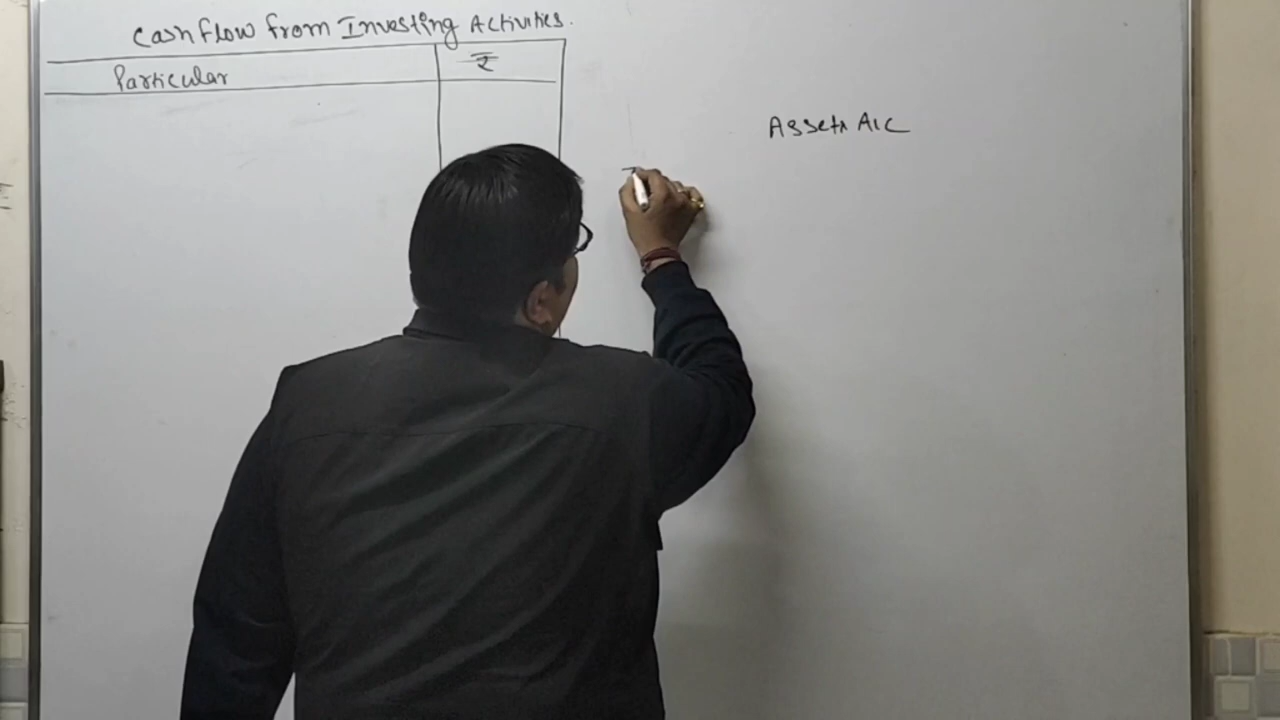 Cash flow from Investing Activities.
Particular ₹
Assets A/c